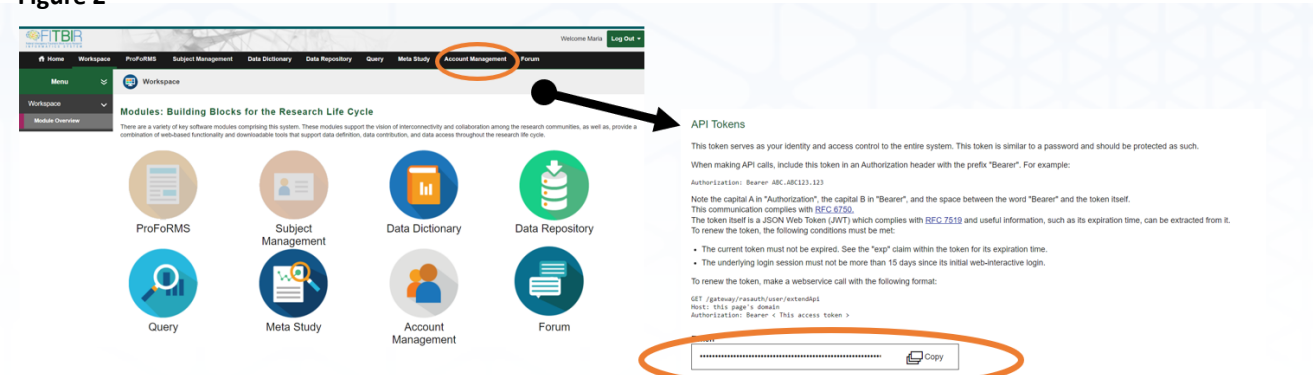 Figure 2
FITBIR
INFORMATION SYSTEM
Welcome Maria
Log Out
Home Workspace ProFoRMS Subject Management Data Dictionary Data Repository Query Meta Study Account Management Forum
Menu
Workspace
Workspace
Module Overview
Modules: Building Blocks for the Research Life Cycle
There are a variety of key software modules comprising this system. These modules support the vision of interconnectivity and collaboration among the research communities, as well as, provide a
combination of web-based functionality and downloadable tools that support data definition, data contribution, and data access throughout the research life cycle.
ProFoRMS
Subject
Management
Data Dictionary
Data Repository
Query
Meta Study
Account
Management
Forum
API Tokens
This token serves as your identity and access control to the entire system. This token is similar to a password and should be protected as such.
When making API calls, include this token in an Authorization header with the prefix "Bearer". For example:
Authorization: Bearer ABC.ABC123.123
Note the capital A in "Authorization", the capital B in "Bearer", and the space between the word "Bearer" and the token itself.
This communication complies with RFC 6750.
The token itself is a JSON Web Token (JWT) which complies with RFC 7519 and useful information, such as its expiration time, can be extracted from it.
To renew the token, the following conditions must be met:
• The current token must not be expired. See the "exp" claim within the token for its expiration time.
• The underlying login session must not be more than 15 days since its initial web-interactive login.
To renew the token, make a webservice call with the following format:
GET /gateway/rasauth/user/extendApi
Host: this page's domain
Authorization: Bearer < This access token >
Copy